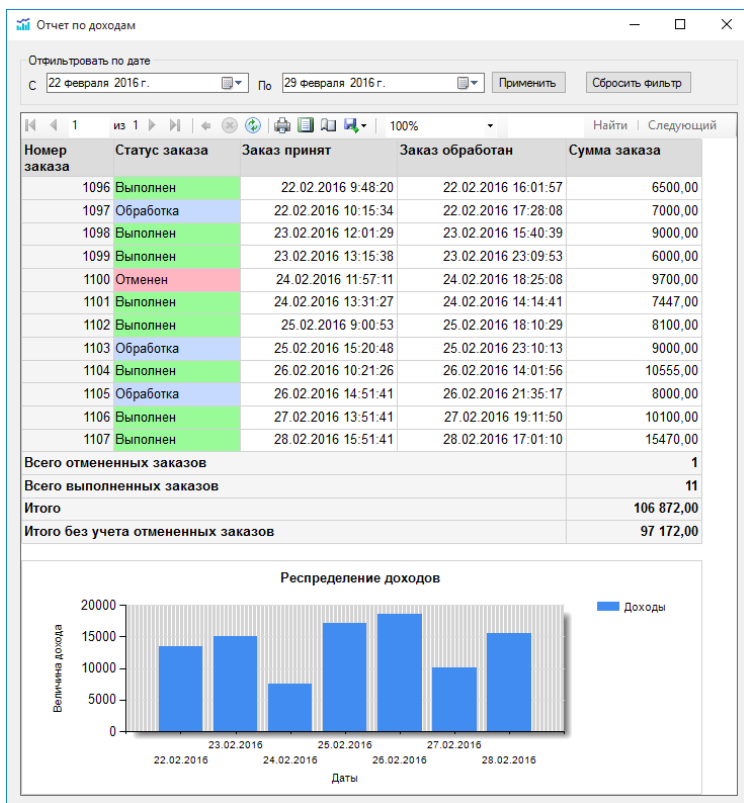 Отчет по доходам
Отфильтровать по дате
С 22 февраля 2016 г. По 29 февраля 2016 г. Применить Сбросить фильтр
1 из 1 100% Найти | Следующий
Номер заказа Статус заказа Заказ принят Заказ обработан Сумма заказа
1096 Выполнен 22.02.2016 9:48:20 22.02.2016 16:01:57 6500,00
1097 Обработка 22.02.2016 10:15:34 22.02.2016 17:28:08 7000,00
1098 Выполнен 23.02.2016 12:01:29 23.02.2016 15:40:39 9000,00
1099 Выполнен 23.02.2016 13:15:38 23.02.2016 23:09:53 6000,00
1100 Отменен 24.02.2016 11:57:11 24.02.2016 18:25:08 9700,00
1101 Выполнен 24.02.2016 13:31:27 24.02.2016 14:14:41 7447,00
1102 Выполнен 25.02.2016 9:00:53 25.02.2016 18:10:29 8100,00
1103 Обработка 25.02.2016 15:20:48 25.02.2016 23:10:13 9000,00
1104 Выполнен 26.02.2016 10:21:26 26.02.2016 14:01:56 10555,00
1105 Обработка 26.02.2016 14:51:41 26.02.2016 21:35:17 8000,00
1106 Выполнен 27.02.2016 13:51:41 27.02.2016 19:11:50 10100,00
1107 Выполнен 28.02.2016 15:51:41 28.02.2016 17:01:10 15470,00
Всего отмененных заказов 1
Всего выполненных заказов 11
Итого 106 872,00
Итого без учета отмененных заказов 97 172,00
Респределение доходов
20000
15000
10000
5000
0
Величина дохода
Доходы
23.02.2016 25.02.2016 27.02.2016
22.02.2016 24.02.2016 26.02.2016 28.02.2016
Даты